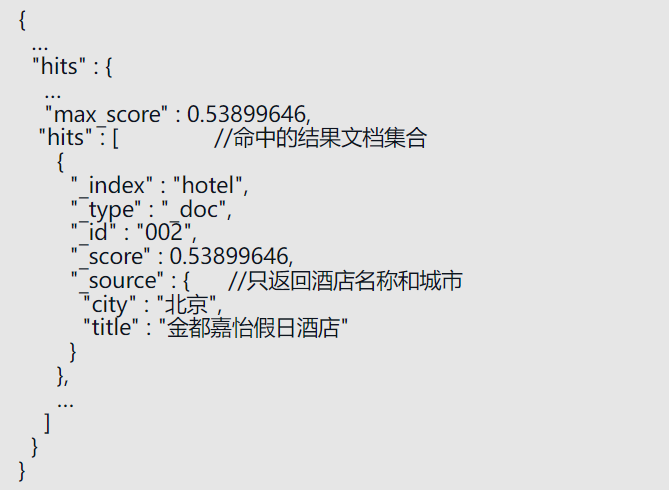 {
...
"hits" : {
...
"max_score" : 0.53899646,
"hits" : [ //命中的结果文档集合
{
"_index" : "hotel",
"_type" : "_doc",
"_id" : "002",
"_score" : 0.53899646,
"_source" : { //只返回酒店名称和城市
"city" : "北京",
"title" : "金都嘉怡假日酒店"
}
},
...
]
}
}